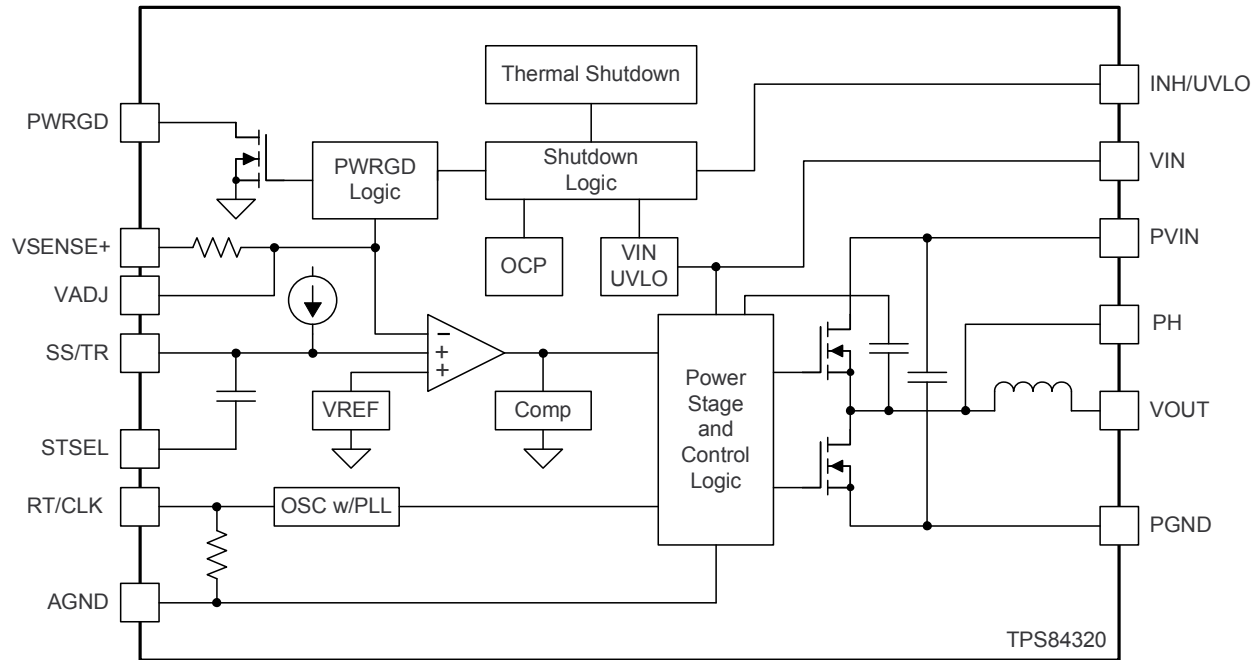 Thermal Shutdown
INH/UVLO
PWRGD
PWRGD
Logic
Shutdown
Logic
VIN
VSENSE+
OCP
VIN
UVLO
PVIN
VADJ
PH
SS/TR
−
+
+
Power
Stage
and
Control
Logic
VREF
Comp
VOUT
STSEL
RT/CLK
OSC w/PLL
PGND
AGND
TPS84320